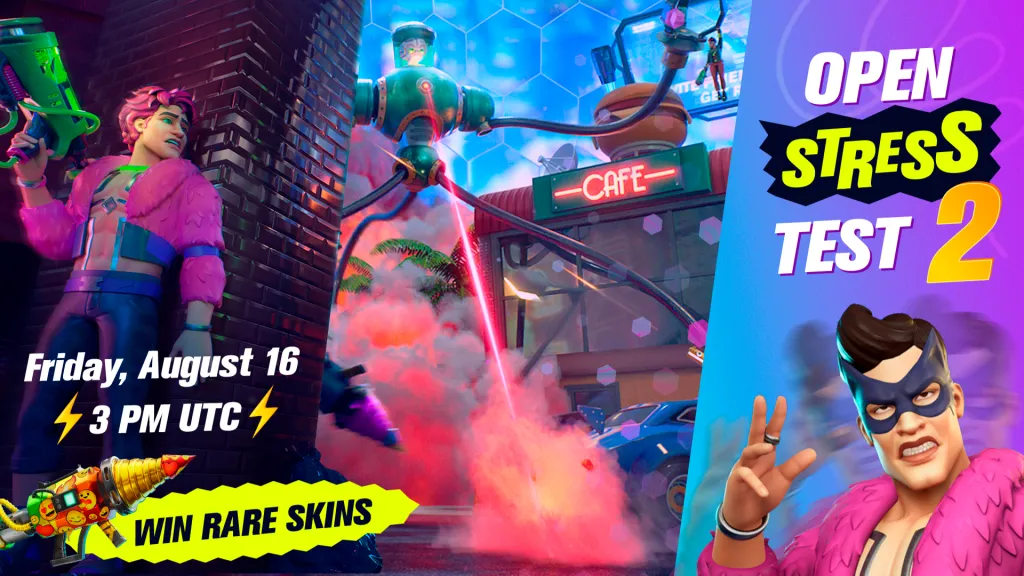 OPEN
STRESS
TEST 2
CAFE
Friday, August 16
3 PM UTC
WIN RARE SKINS